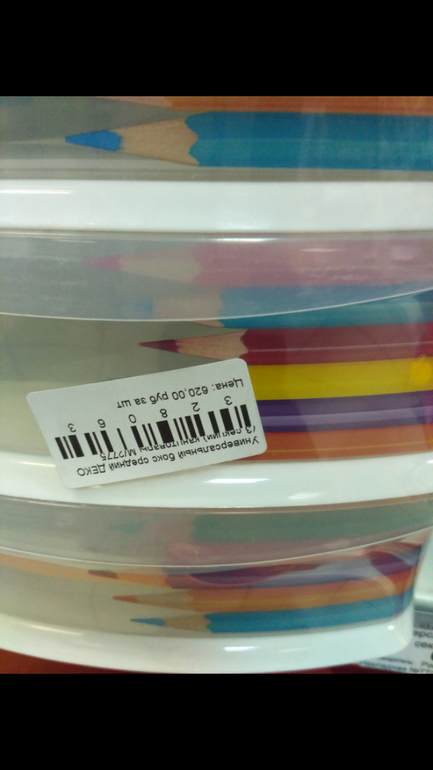 Универсальный бокс средний ДЕКО
(3 секции) канцтовары М/2775
3 2 8 0 6 3
Цена: 620,00 руб за шт